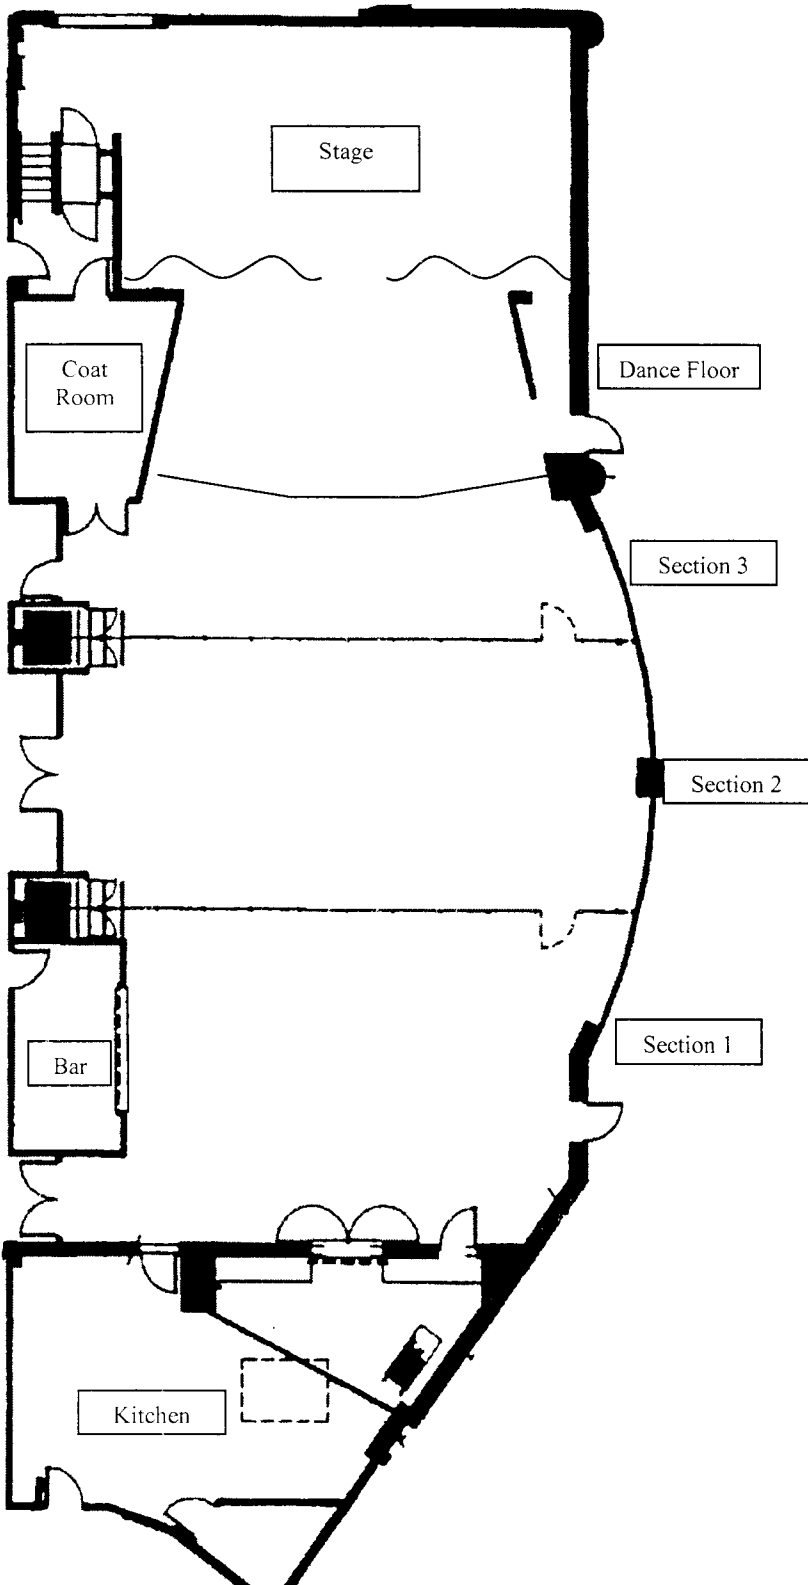 Stage
Coat
Room
Dance Floor
Section 3
Section 2
Section 1
Bar
Kitchen